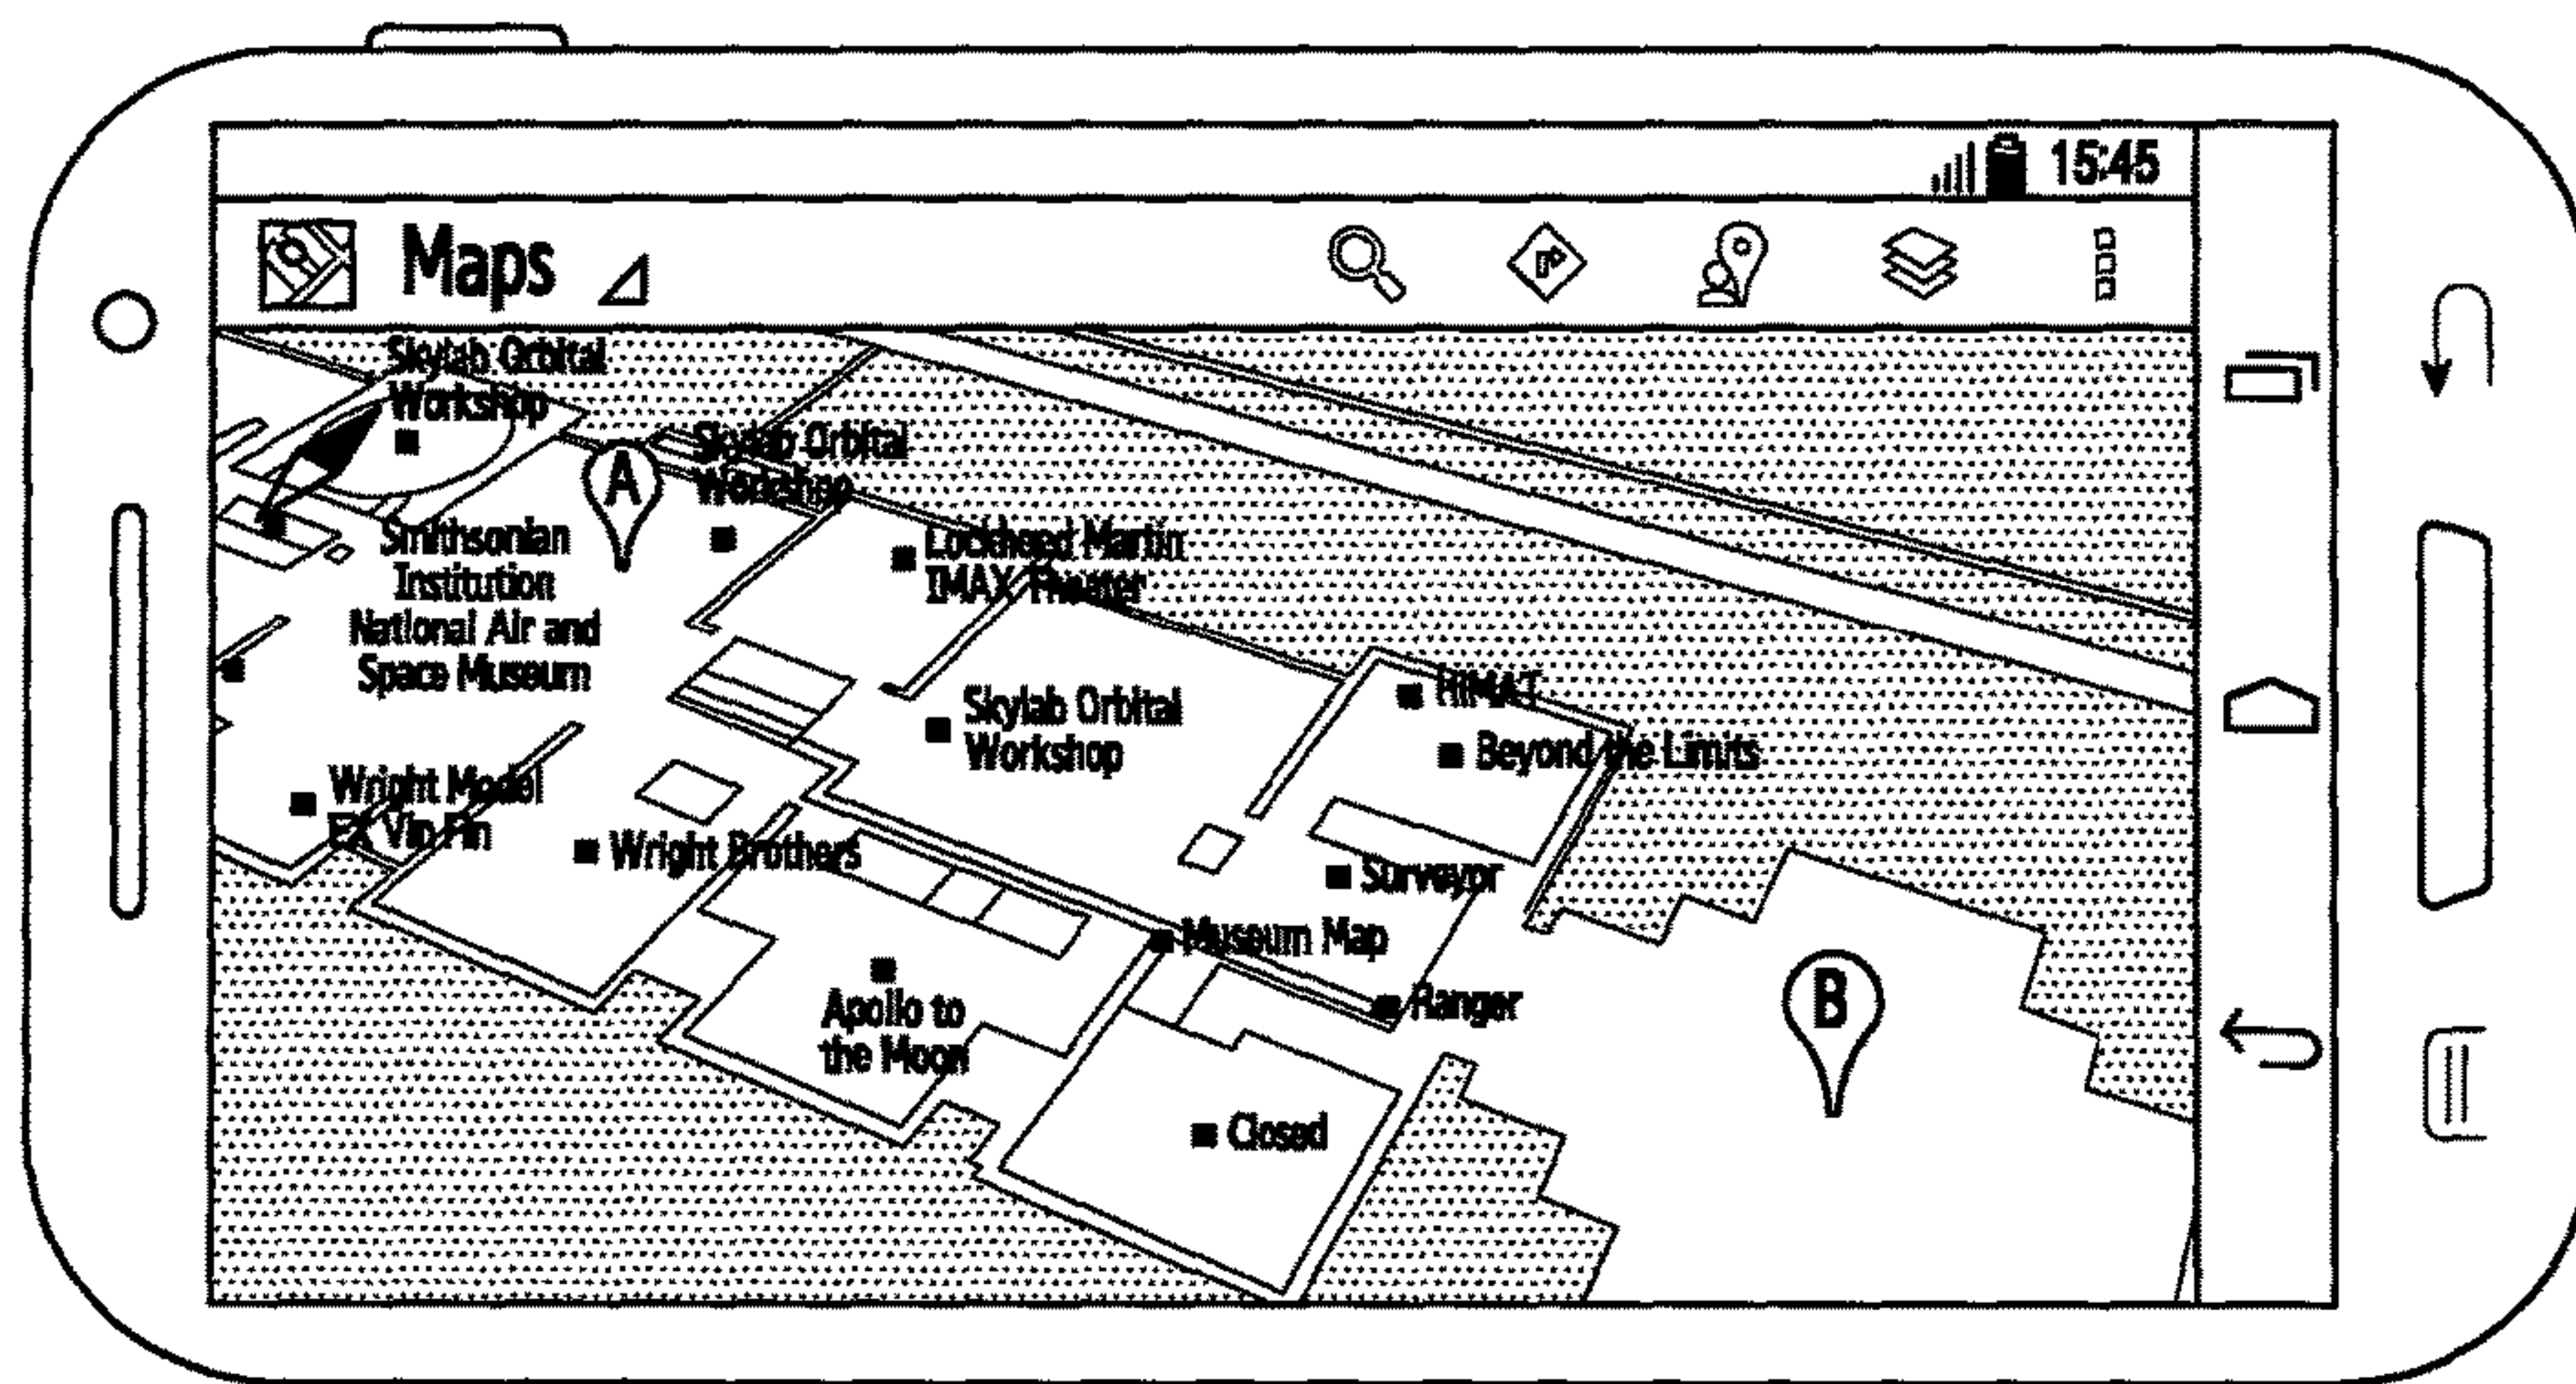 15:45
Maps
Skylab Orbital
Workshop
A
Skylab Orbital
Workshop
Smithsonian
Institution
National Air and
Space Museum
Lockheed Martin
IMAX Theater
Skylab Orbital
Workshop
HIMAT
Beyond the Limits
Wright Model
EX Vin Fin
Wright Brothers
Surveyor
Museum Map
Apollo to
the Moon
Ranger
B
Closed